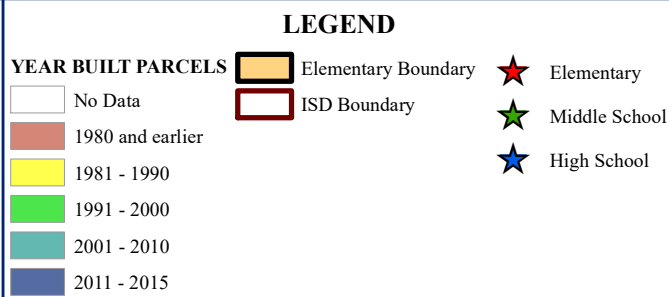 LEGEND
YEAR BUILT PARCELS
No Data
1980 and earlier
1981 - 1990
1991 - 2000
2001 - 2010
2011 - 2015
Elementary Boundary
ISD Boundary
Elementary
Middle School
High School